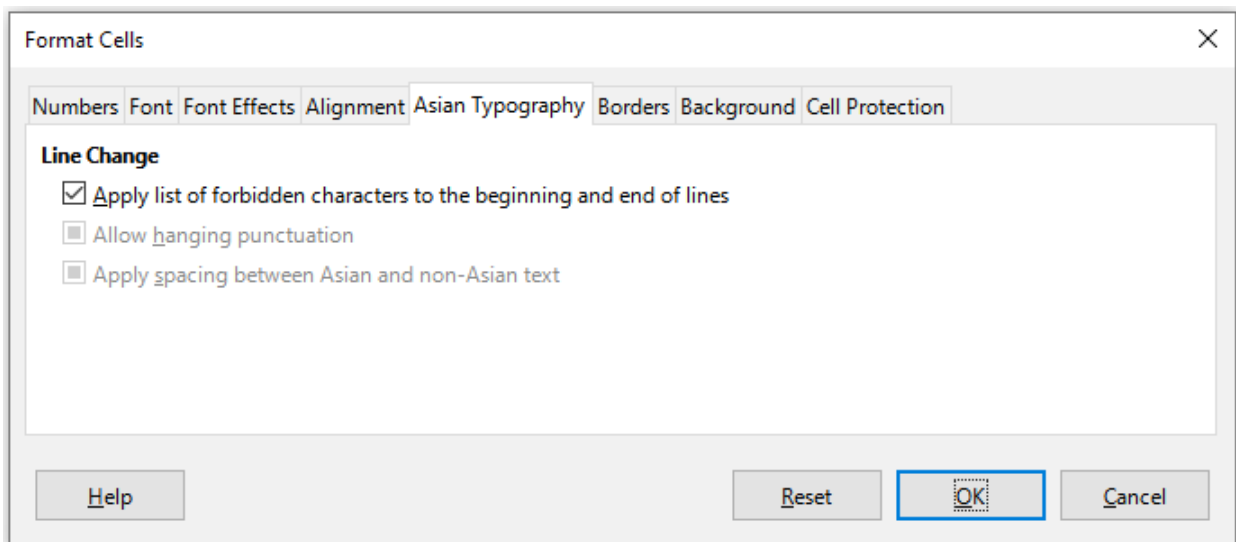 Format Cells
Numbers Font Font Effects Alignment Asian Typography Borders Background Cell Protection
Line Change
Apply list of forbidden characters to the beginning and end of lines
Allow hanging punctuation
Apply spacing between Asian and non-Asian text
Help Reset OK Cancel